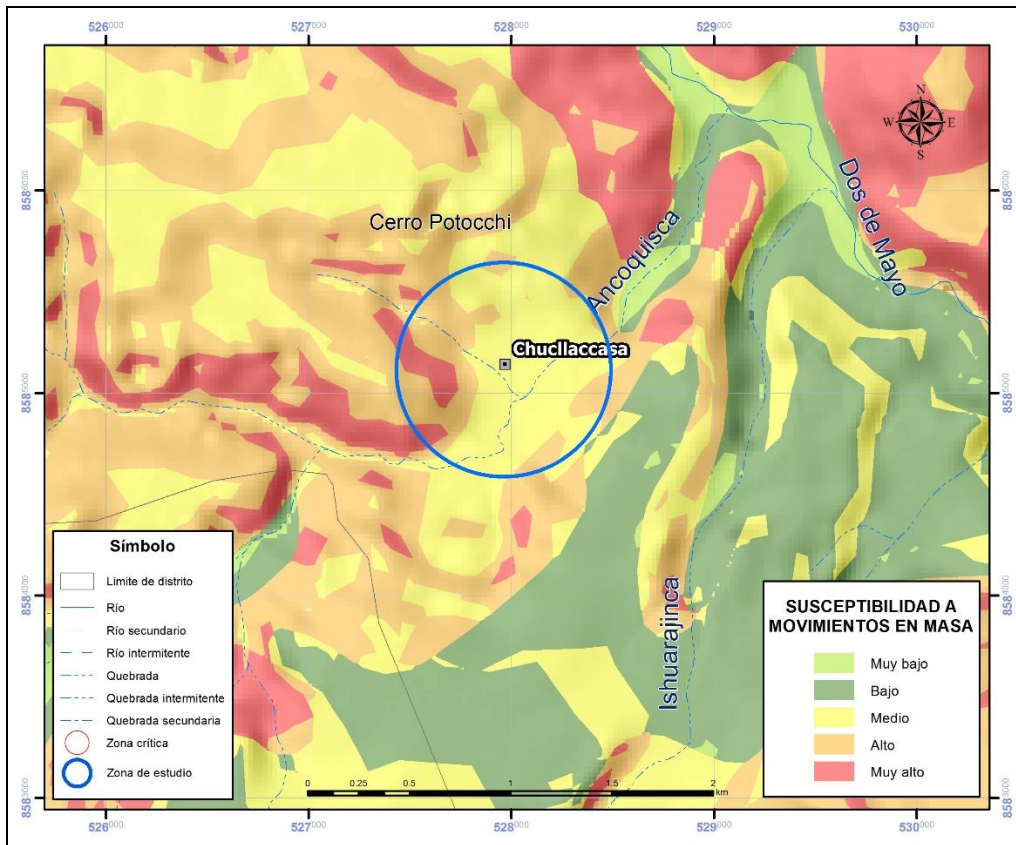 526000 527000 528000 529000 530000
N
W E
S
8586000 8586000
Dos de Mayo
Cerro Potocchi
Ancoquisca
Chucllaccasa
8585000 8585000
Símbolo
Limite de distrito
Río
Río secundario
Río intermitente
Quebrada
Quebrada intermitente
Quebrada secundaria
Zona crítica
Zona de estudio
8584000 8584000
Ishuarajinca
SUSCEPTIBILIDAD A
MOVIMIENTOS EN MASA
Muy bajo
Bajo
Medio
Alto
Muy alto
0 0.25 0.5 1 1.5 2
km
8583000 8583000
526000 527000 528000 529000 530000